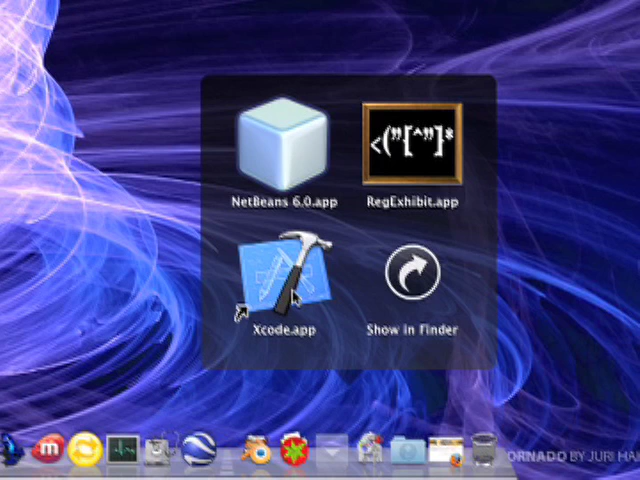 <("[^"]*
NetBeans 6.0.app
RegExhibit.app
Xcode.app
Show in Finder
m
ORNADO BY JURI HA